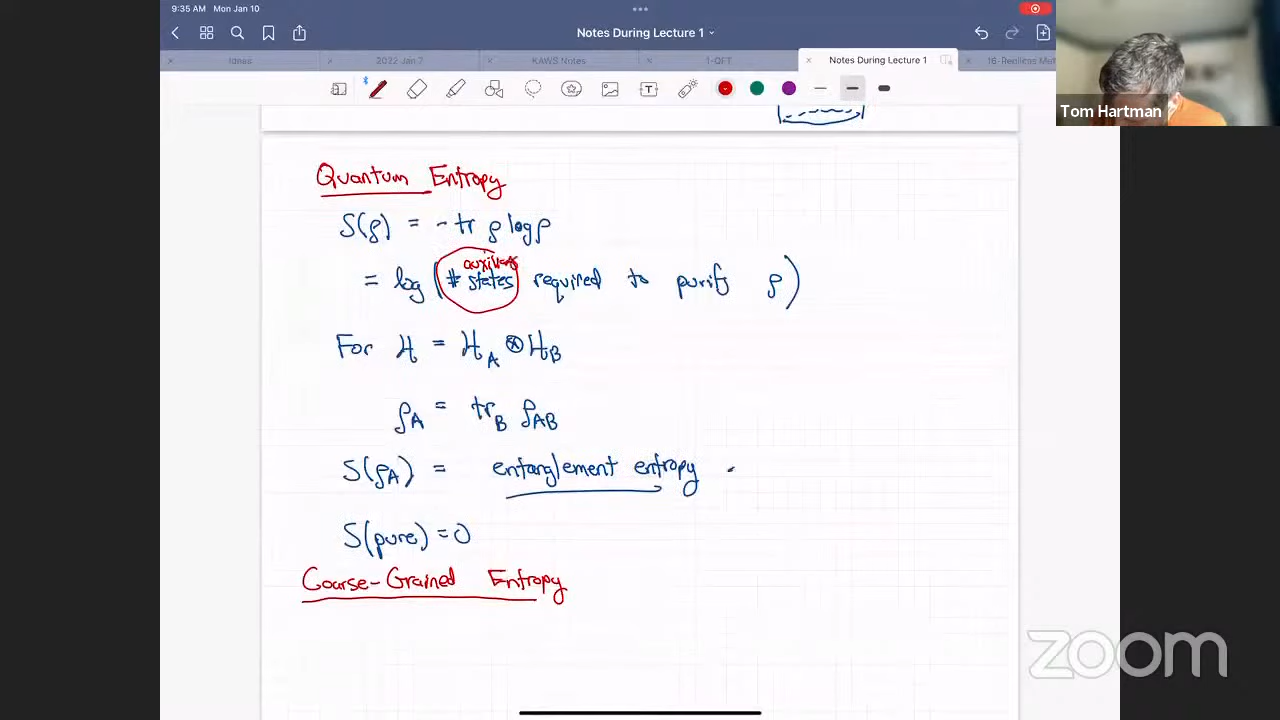 9:35 AM Mon Jan 10
Notes During Lecture 1
Ideas
2022 Jan 7
KAWS Notes
1-QFT
Notes During Lecture 1
16-Replicas
Tom Hartman
Quantum Entropy
S(ρ) = -tr ρ log ρ
auxiliary
= log (# states required to purify ρ)
For H = H_A ⊗ H_B
ρ_A = tr_B ρ_AB
S(ρ_A) = entanglement entropy
S(pure) = 0
Coarse-Grained Entropy
zoom